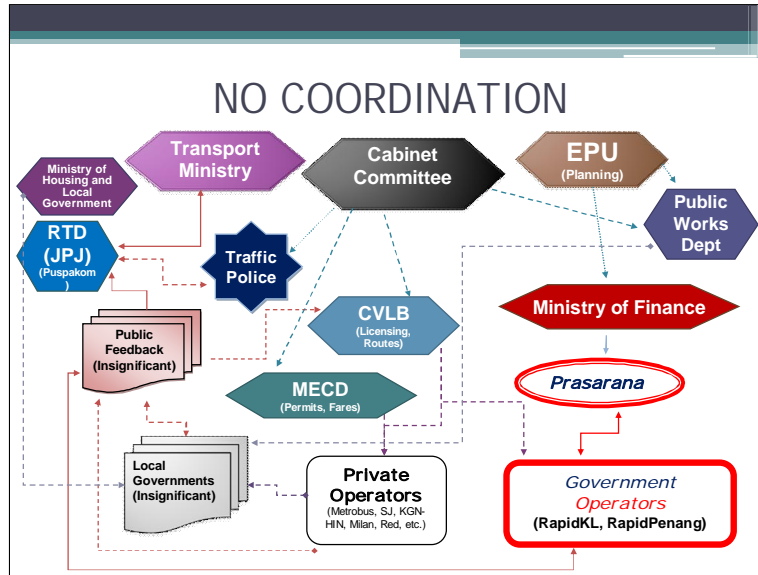 NO COORDINATION
Ministry of
Housing and
Local
Government
Transport
Ministry
Cabinet
Committee
EPU
(Planning)
Public
Works
Dept
RTD
(JPJ)
(Puspakom
)
Traffic
Police
Ministry of Finance
CVLB
(Licensing,
Routes)
Public
Feedback
(Insignificant)
Prasarana
MECD
(Permits, Fares)
Local
Governments
(Insignificant)
Private
Operators
(Metrobus, SJ, KGN-
HIN, Milan, Red, etc.)
Government
Operators
(RapidKL, RapidPenang)